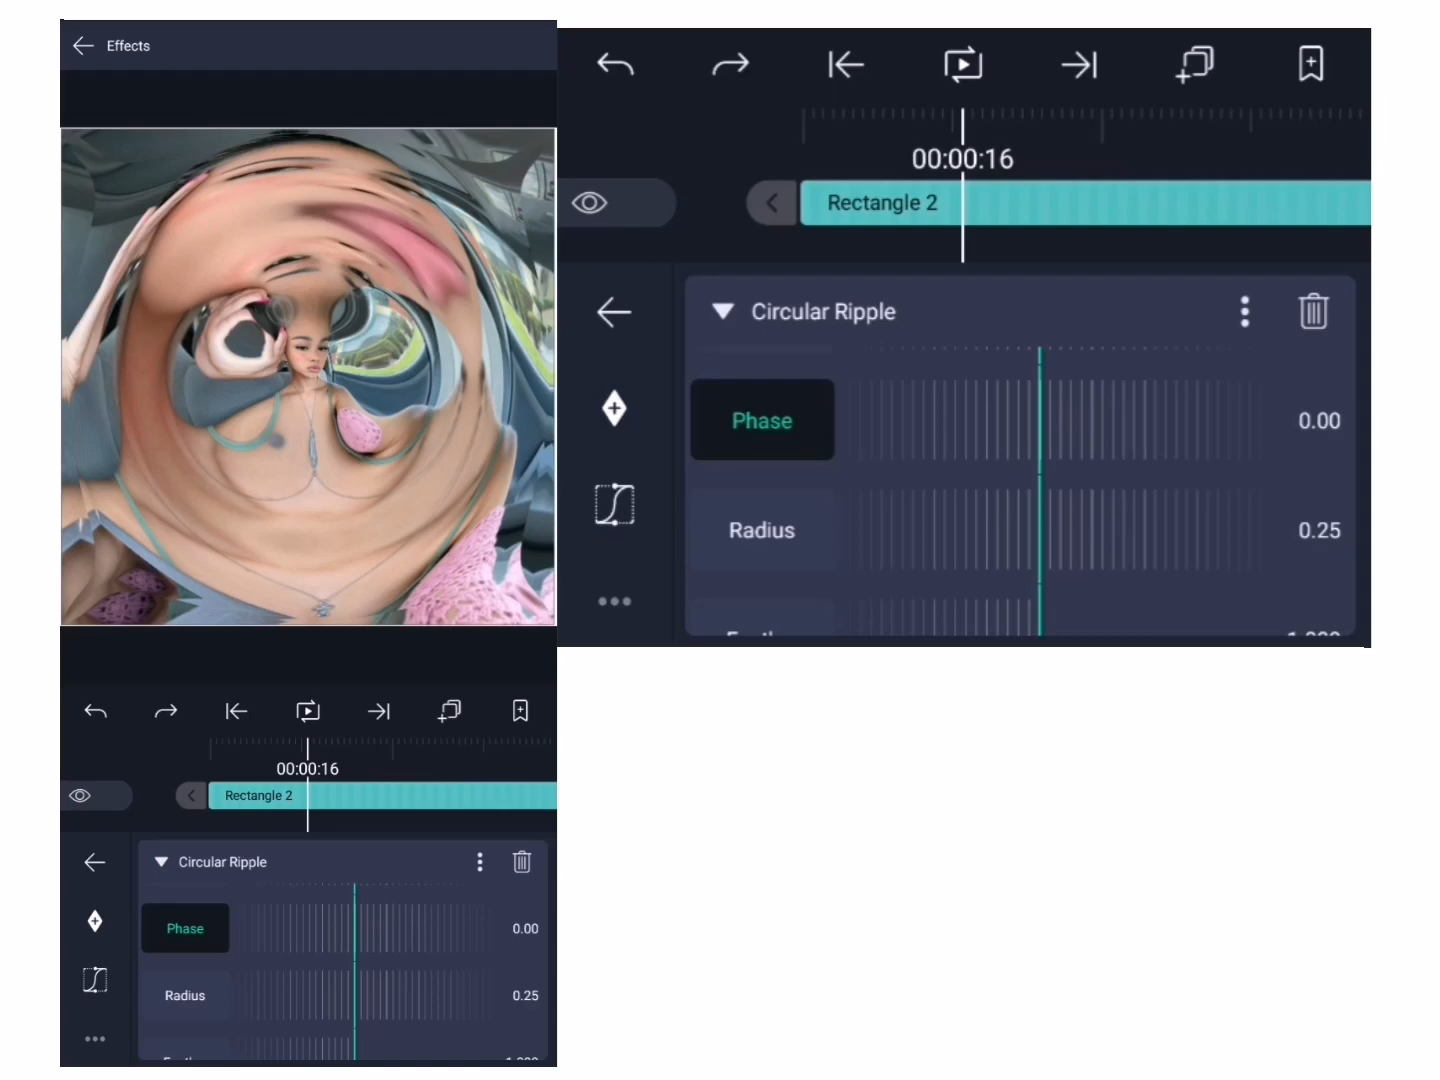 Effects
00:00:16
Rectangle 2
Circular Ripple
Phase
0.00
Radius
0.25
00:00:16
Rectangle 2
Circular Ripple
Phase
0.00
Radius
0.25